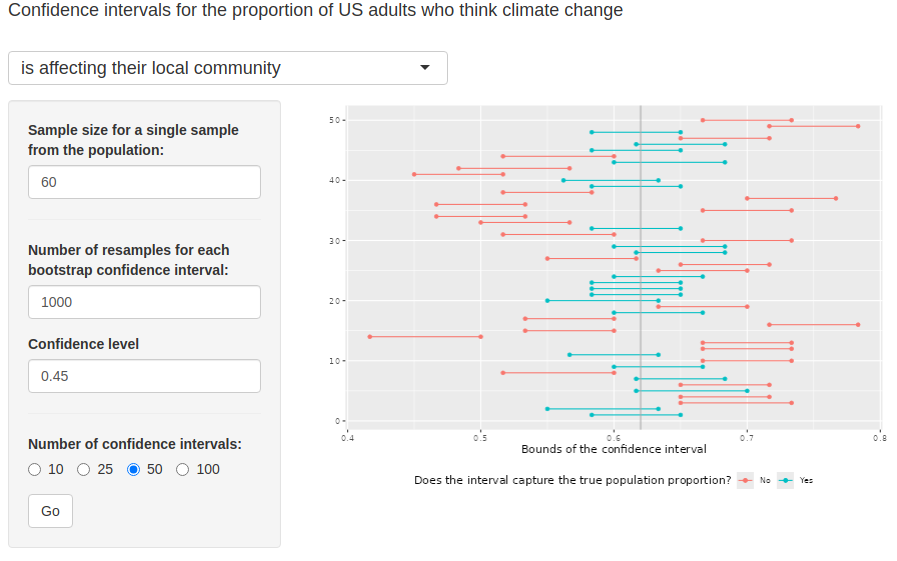 Confidence intervals for the proportion of US adults who think climate change
is affecting their local community
Sample size for a single sample
from the population:
60
Number of resamples for each
bootstrap confidence interval:
1000
Confidence level
0.45
Number of confidence intervals:
10 25 50 100
Go
50
40
30
20
10
0
0.4 0.5 0.6 0.7 0.8
Bounds of the confidence interval
Does the interval capture the true population proportion? No Yes